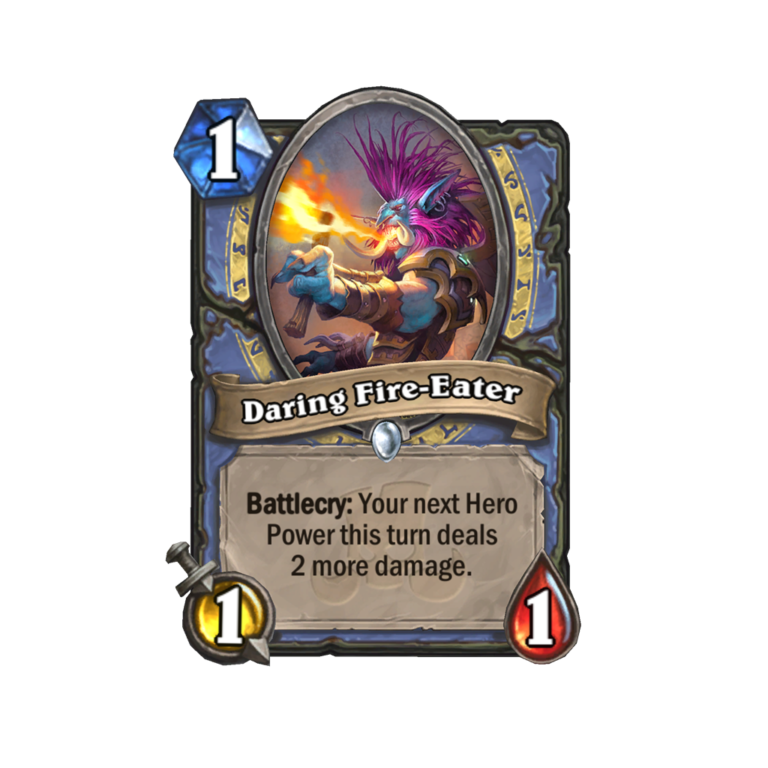 1
Daring Fire-Eater
Battlecry: Your next Hero
Power this turn deals
2 more damage.
1
1